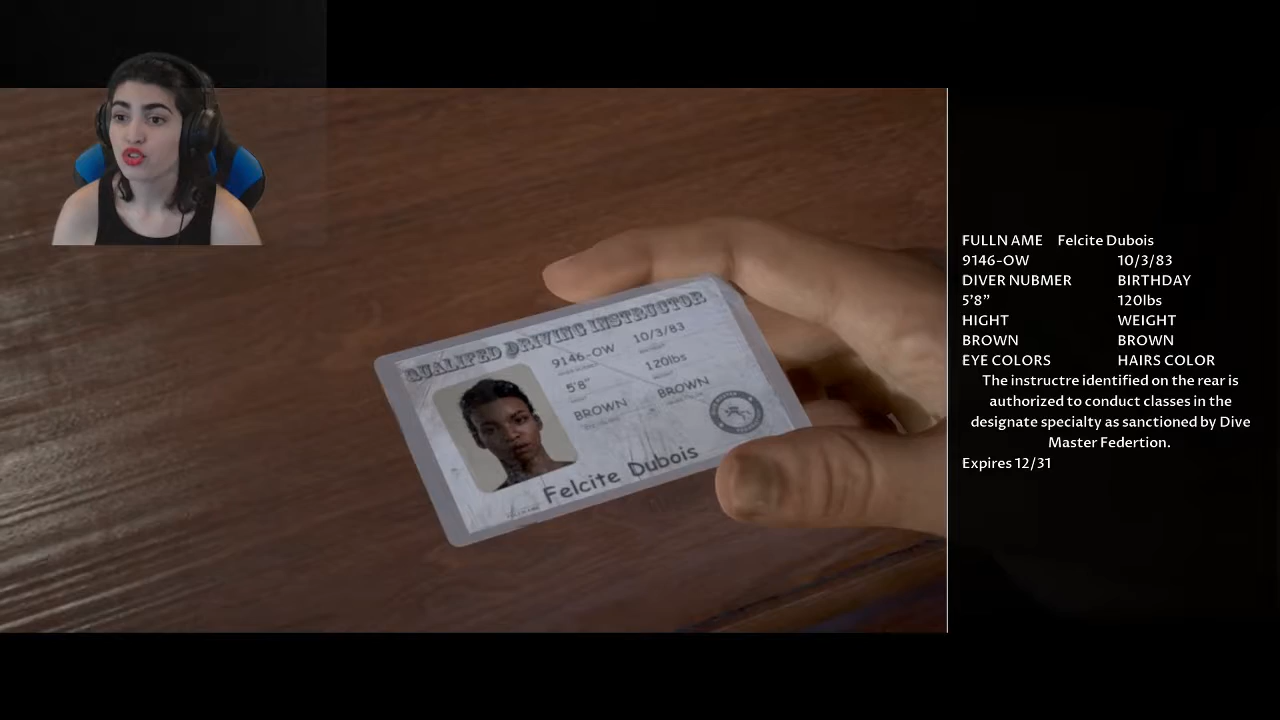 QUALIFED DRIVING INSTRUCTOR
9146-OW 10/3/83
5'8" 120lbs
BROWN BROWN
Felcite Dubois
FULLN AME Felcite Dubois
9146-OW 10/3/83
DIVER NUBMER BIRTHDAY
5'8" 120lbs
HIGHT WEIGHT
BROWN BROWN
EYE COLORS HAIRS COLOR
The instructre identified on the rear is
authorized to conduct classes in the
designate specialty as sanctioned by Dive
Master Federtion.
Expires 12/31